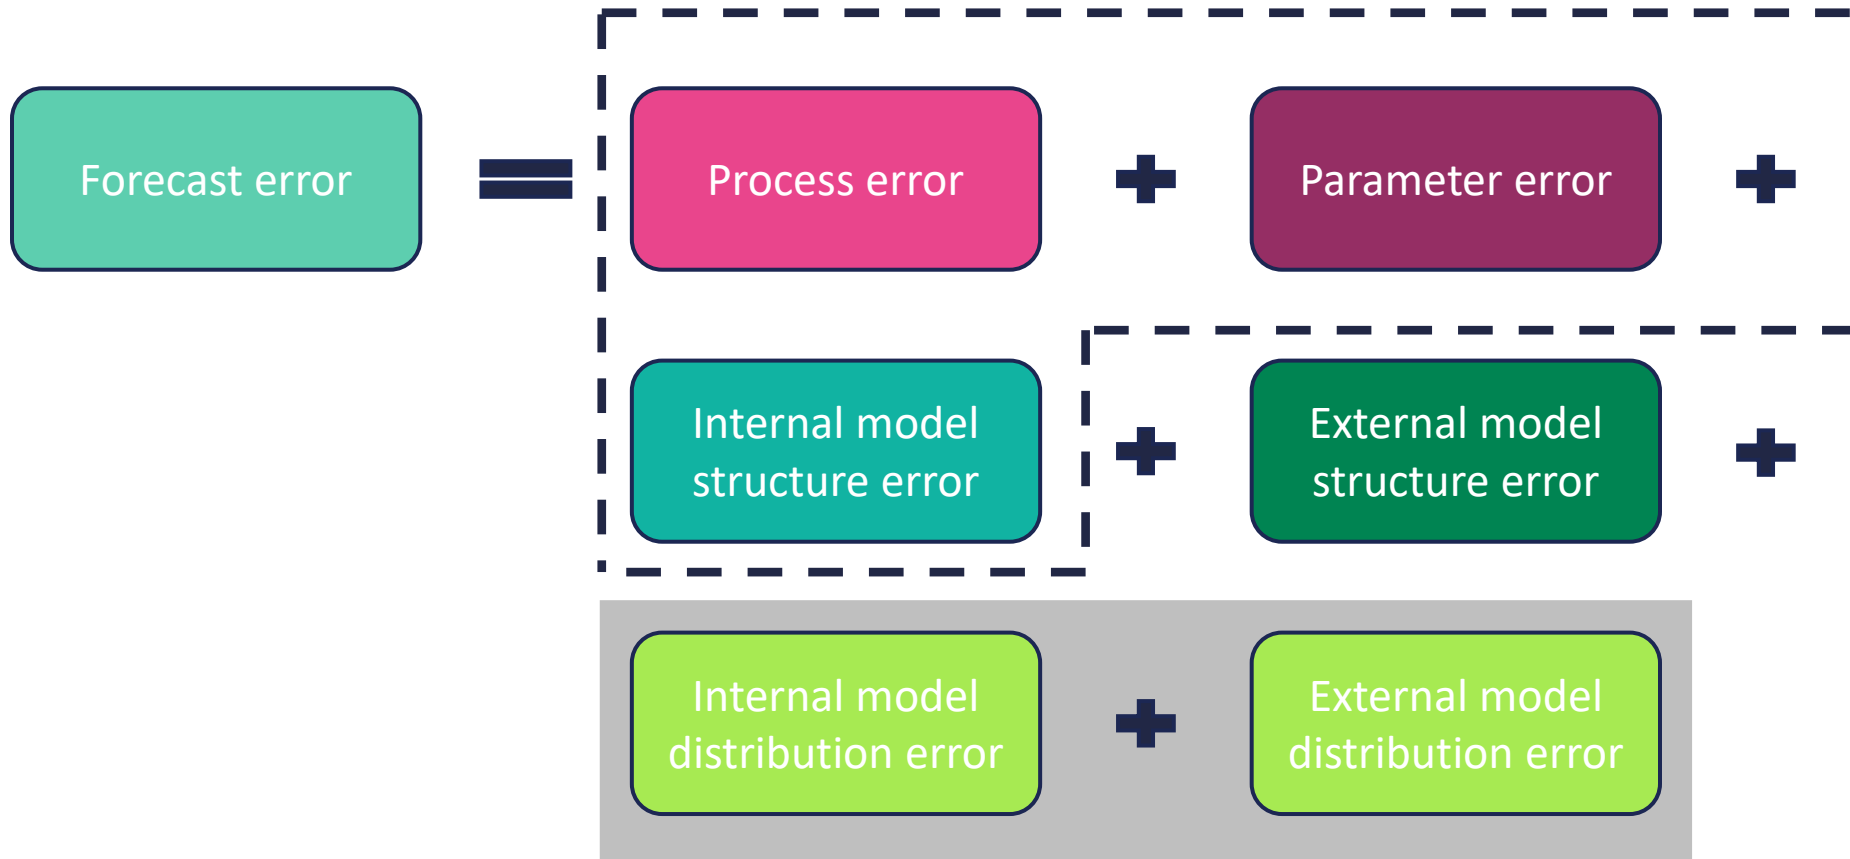 Forecast error
Process error
Parameter error
Internal model
structure error
External model
structure error
Internal model
distribution error
External model
distribution error